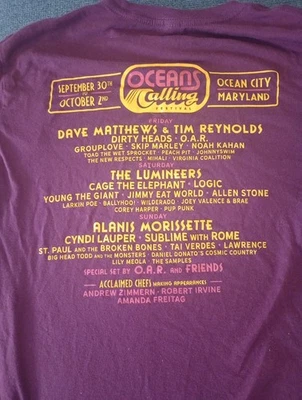 SEPTEMBER 30TH
TO
OCTOBER 2ND
OCEANS
Calling
FESTIVAL
OCEAN CITY
MARYLAND
FRIDAY
DAVE MATTHEWS & TIM REYNOLDS
DIRTY HEADS • O.A.R.
GROUPLOVE • SKIP MARLEY • NOAH KAHAN
TOAD THE WET SPROCKET • PEACH PIT • JOHNNYSWIM
THE NEW RESPECTS • MIHALI • VIRGINIA COALITION
SATURDAY
THE LUMINEERS
CAGE THE ELEPHANT • LOGIC
YOUNG THE GIANT • JIMMY EAT WORLD • ALLEN STONE
LARKIN POE • BALLYHOO! • WILDERADO • JOEY VALENCE & BRAE
COREY HARPER • PUP PUNK
SUNDAY
ALANIS MORISSETTE
CYNDI LAUPER • SUBLIME WITH ROME
ST. PAUL AND THE BROKEN BONES • TAI VERDES • LAWRENCE
BIG HEAD TODD AND THE MONSTERS • DANIEL DONATO'S COSMIC COUNTRY
LILY MEOLA • THE SAMPLES
SPECIAL SET BY O.A.R. AND FRIENDS
ACCLAIMED CHEFS MAKING APPEARANCES
ANDREW ZIMMERN • ROBERT IRVINE
AMANDA FREITAG